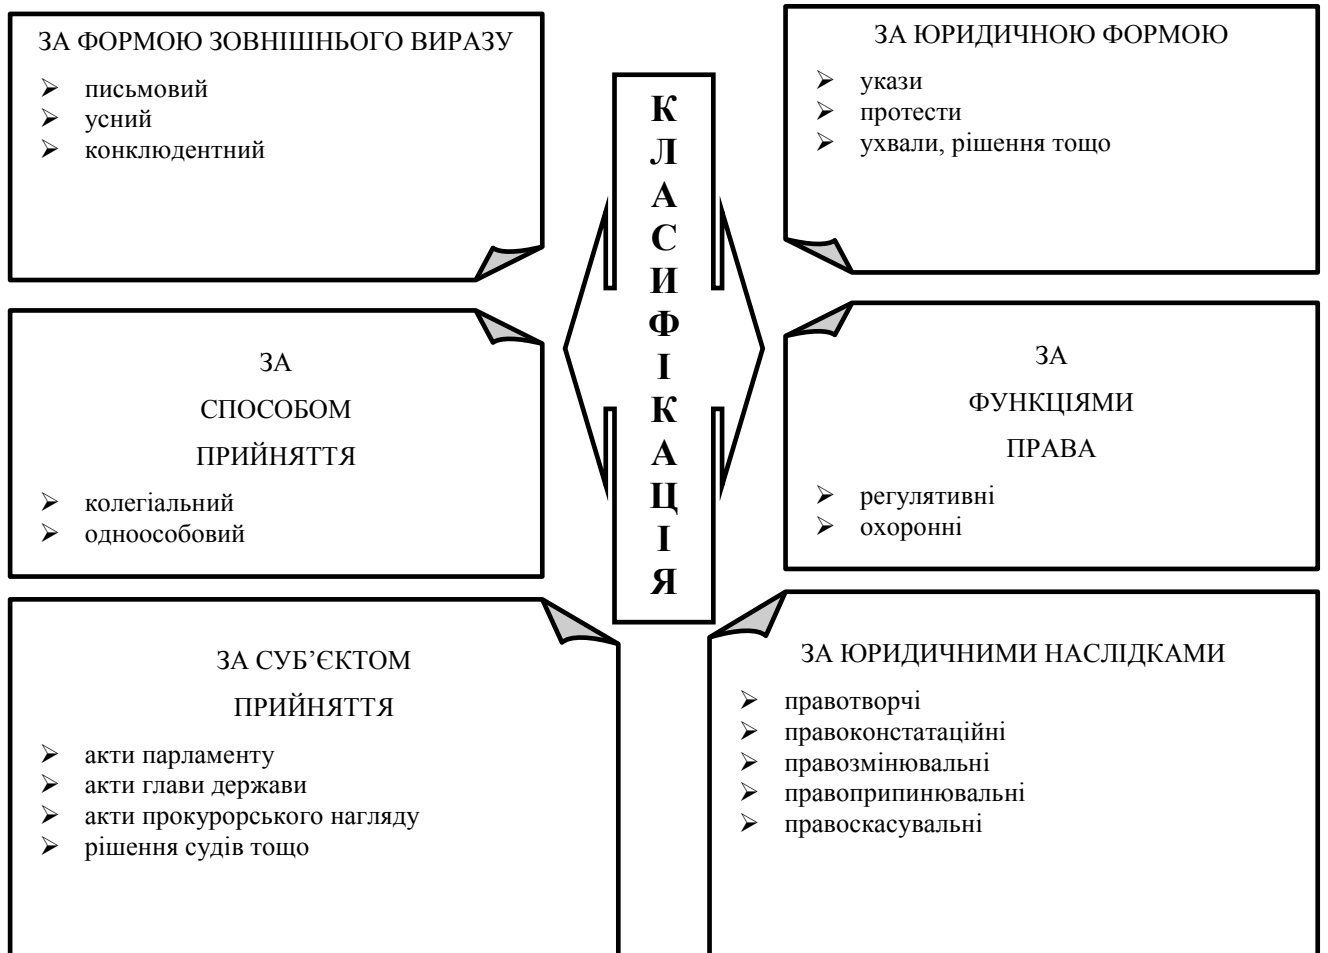 ЗА ФОРМОЮ ЗОВНІШНЬОГО ВИРАЗУ
письмовий
усний
конклюдентний
ЗА СПОСОБОМ
ПРИЙНЯТТЯ
колегіальний
одноособовий
ЗА СУБ’ЄКТОМ
ПРИЙНЯТТЯ
акти парламенту
акти глави держави
акти прокурорського нагляду
рішення судів тощо
КЛАСИФІКАЦІЯ
ЗА ЮРИДИЧНОЮ ФОРМОЮ
укази
протести
ухвали, рішення тощо
ЗА
ФУНКЦІЯМИ
ПРАВА
регулятивні
охоронні
ЗА ЮРИДИЧНИМИ НАСЛІДКАМИ
правотворчі
правоконстатаційні
правозмінювальні
правоприпинювальні
правоскасувальні